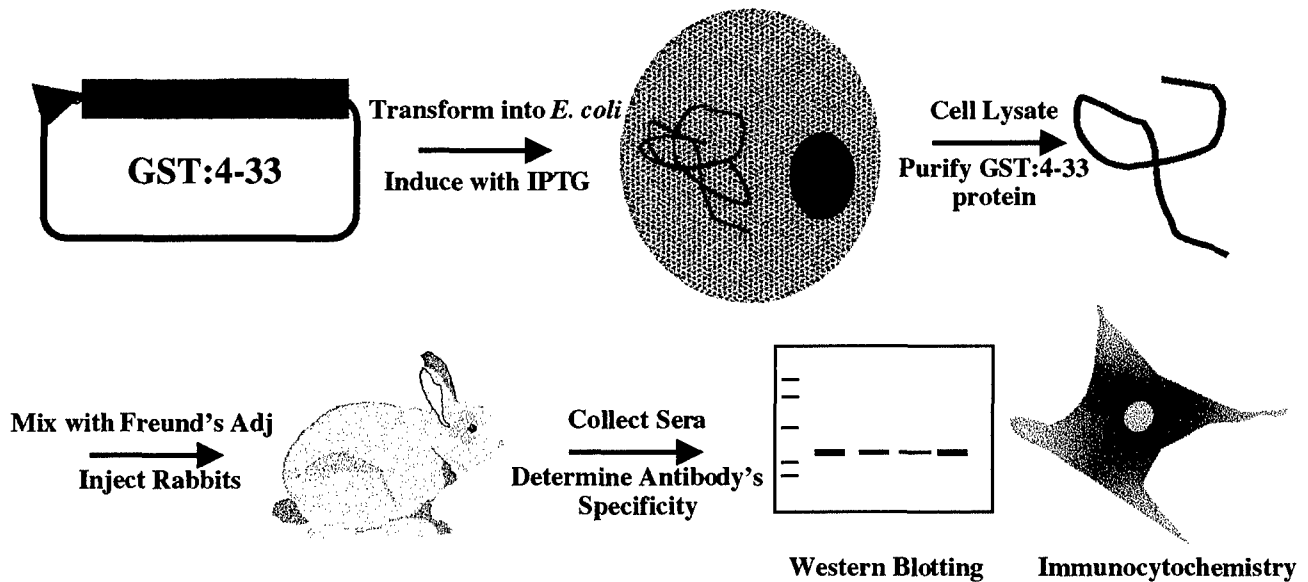 GST:4-33
Transform into E. coli
Induce with IPTG
Cell Lysate
Purify GST:4-33
protein
Mix with Freund's Adj
Inject Rabbits
Collect Sera
Determine Antibody's
Specificity
Western Blotting
Immunocytochemistry